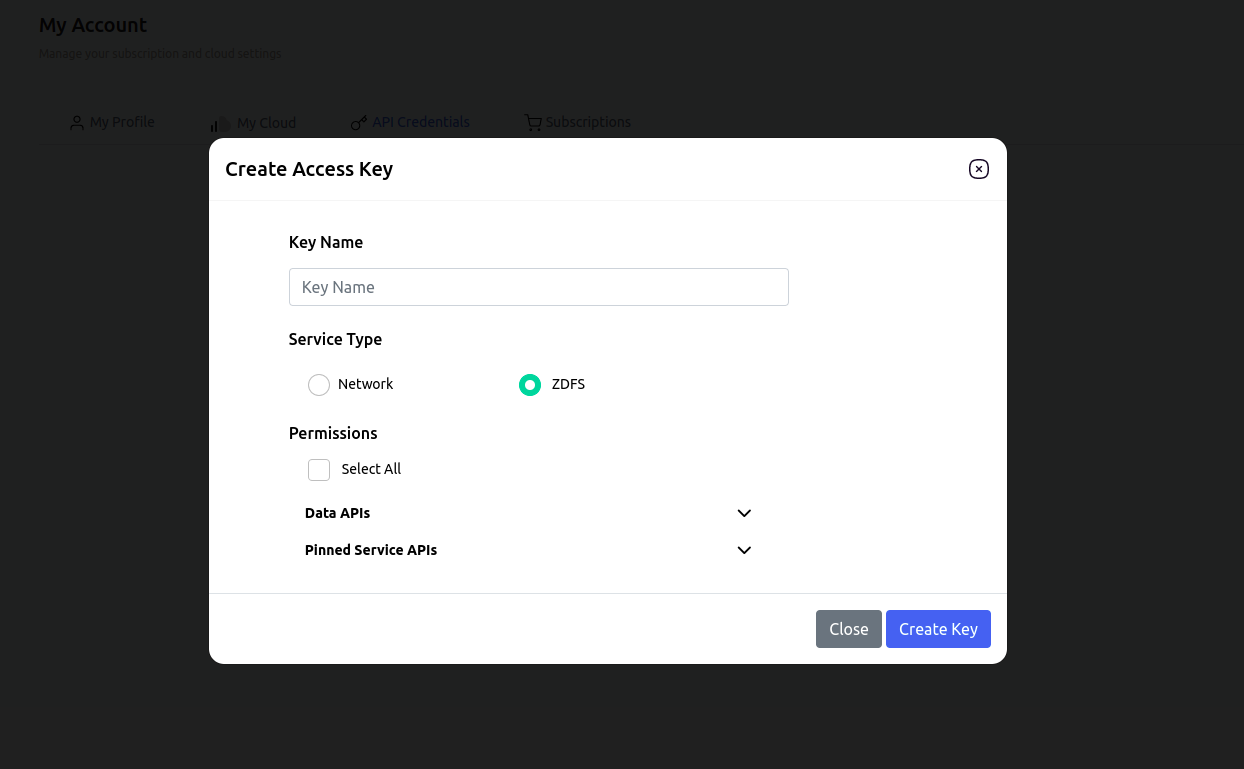 My Account
Manage your subscription and cloud settings
My Profile
My Cloud
API Credentials
Subscriptions
Create Access Key
Key Name
Key Name
Service Type
Network
ZDFS
Permissions
Select All
Data APIs
Pinned Service APIs
Close
Create Key